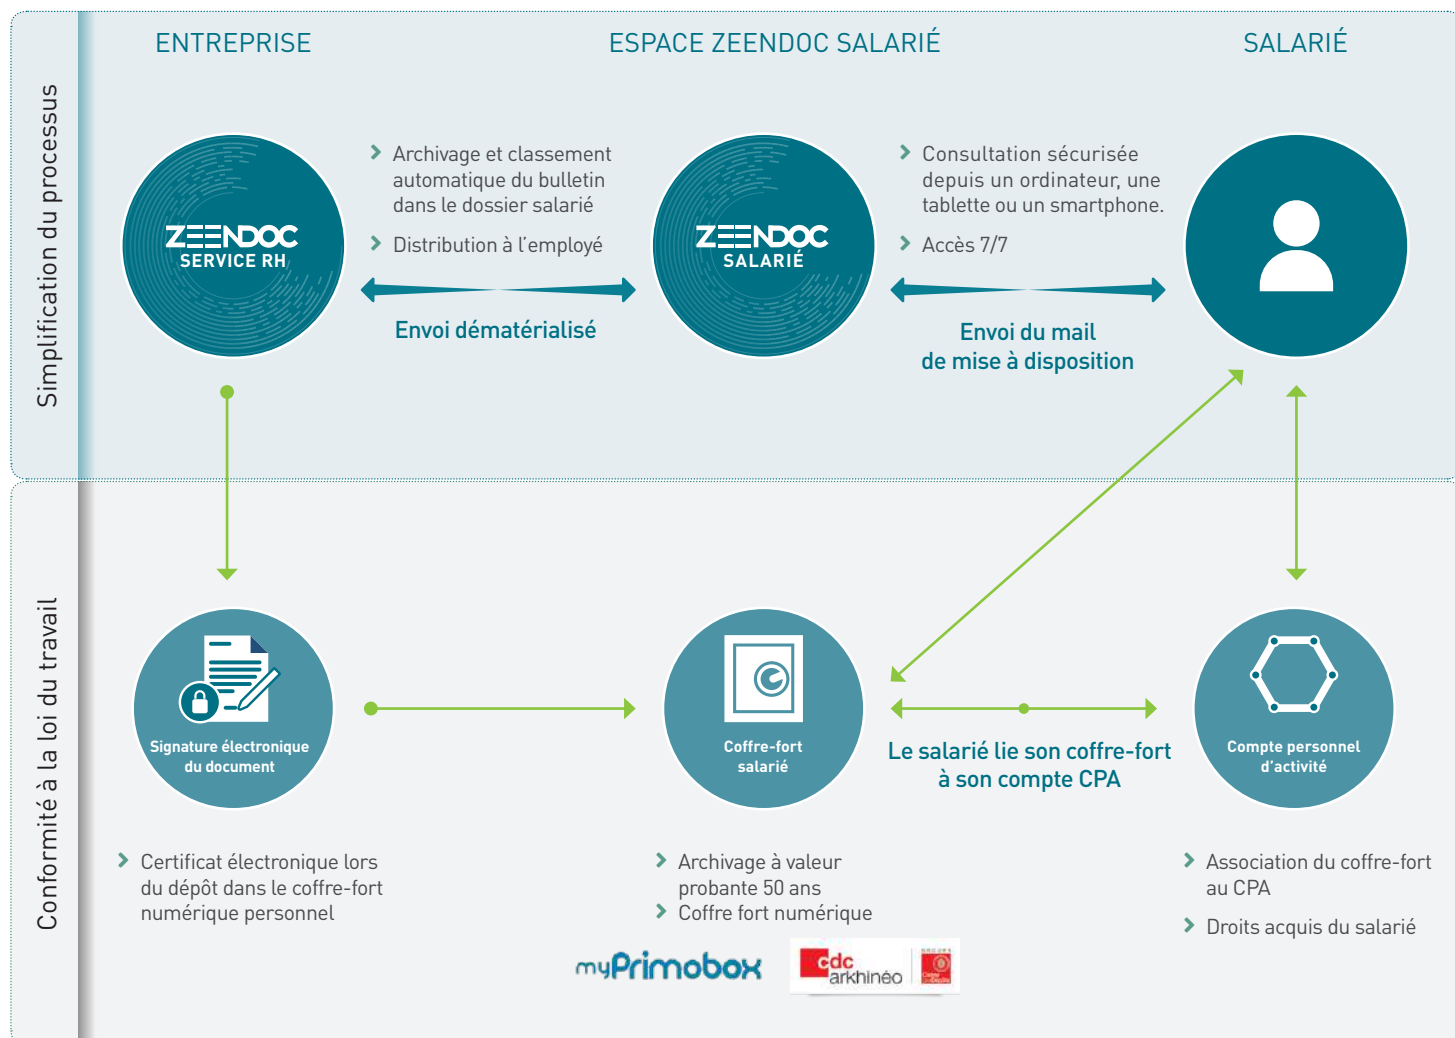 ENTREPRISE
ESPACE ZEENDOC SALARIÉ
SALARIÉ
Simplification du processus
ZEENDOC
SERVICE RH
Archivage et classement
automatique du bulletin
dans le dossier salarié
Distribution à l'employé
Envoi dématérialisé
ZEENDOC
SALARIÉ
Consultation sécurisée
depuis un ordinateur, une
tablette ou un smartphone.
Accès 7/7
Envoi du mail
de mise à disposition
Conformité à la loi du travail
Signature électronique
du document
Coffre-fort
salarié
Le salarié lie son coffre-fort
à son compte CPA
Compte personnel
d'activité
Certificat électronique lors
du dépôt dans le coffre-fort
numérique personnel
Archivage à valeur
probante 50 ans
Coffre fort numérique
Association du coffre-fort
au CPA
Droits acquis du salarié
myPrimobox
cdc
arkhinéo